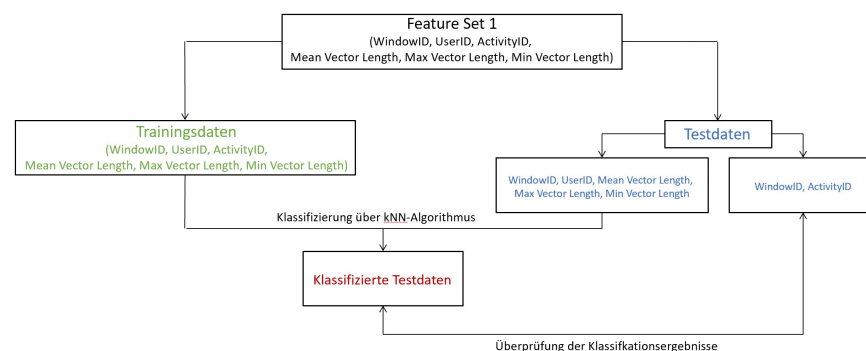 Feature Set 1
(WindowID, UserID, ActivityID,
Mean Vector Length, Max Vector Length, Min Vector Length)
Trainingsdaten
(WindowID, UserID, ActivityID,
Mean Vector Length, Max Vector Length, Min Vector Length)
Testdaten
WindowID, UserID, Mean Vector Length,
Max Vector Length, Min Vector Length
WindowID, ActivityID
Klassifizierung über kNN-Algorithmus
Klassifizierte Testdaten
Überprüfung der Klassifkationsergebnisse